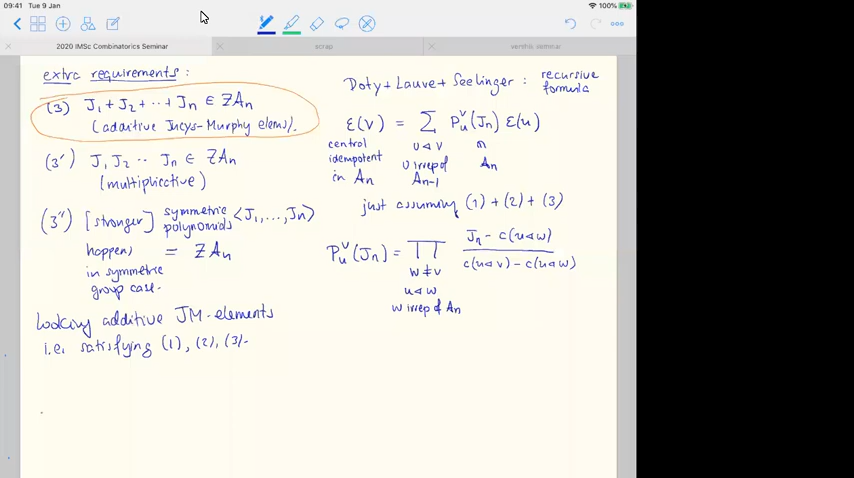 09:41 Tue 9 Jan
100%
2020 IMSc Combinatorics Seminar
scrap
verthik seminar
extra requirements:
(3) J₁ + J₂ + ... + Jn ∈ ZAn
(additive Jucys-Murphy elems).
(3') J₁ J₂ ... Jn ∈ ZAn
(multiplicative)
(3") [stronger] symmetric polynomials <J₁, ..., Jn>
happens = ZAn
in symmetric
group case.
Looking additive JM-elements
i.e. satisfying (1), (2), (3).
Doty + Lauve + Seelinger: recursive formula
ε(v) = ∑ Pᵤᵛ(Jn) ε(u)
central idempotent in An
u ◁ v
u irrep of An-1
∩ An
just assuming (1) + (2) + (3)
Pᵤᵛ(Jn) = ∏ (Jn - c(u◁w)) / (c(u◁v) - c(u◁w))
w ≠ v
u ◁ w
w irrep of An